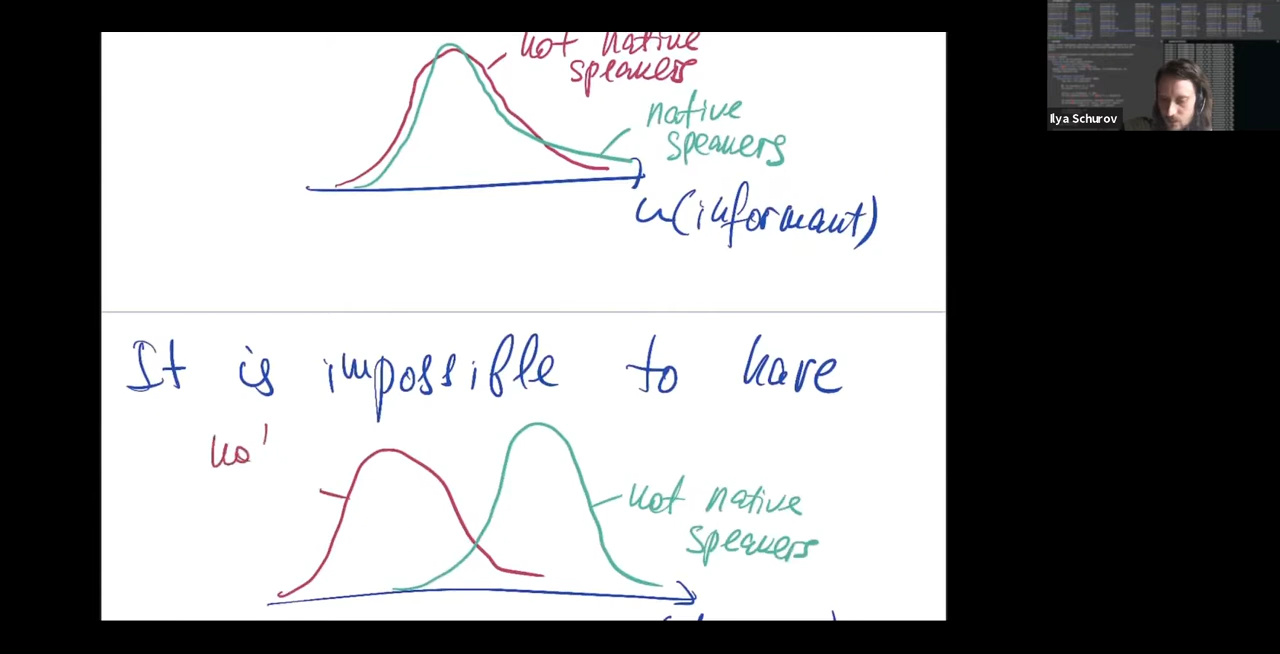 not native
speakers
native
speakers
(informant)
It is impossible to have
not native
speakers
Ilya Schurov